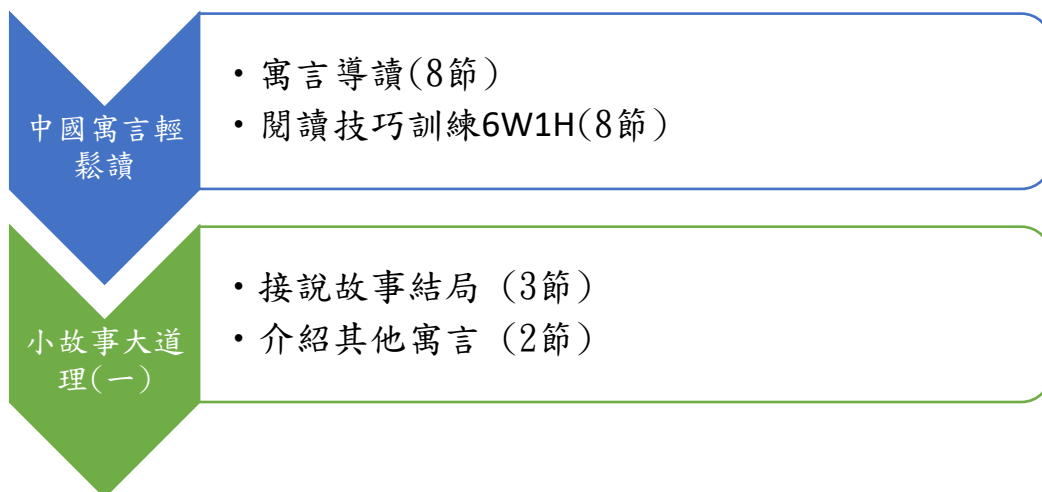 中國寓言輕
鬆讀
• 寓言導讀(8節)
• 閱讀技巧訓練6W1H(8節)
小故事大道
理(一)
• 接說故事結局 (3節)
• 介紹其他寓言 (2節)